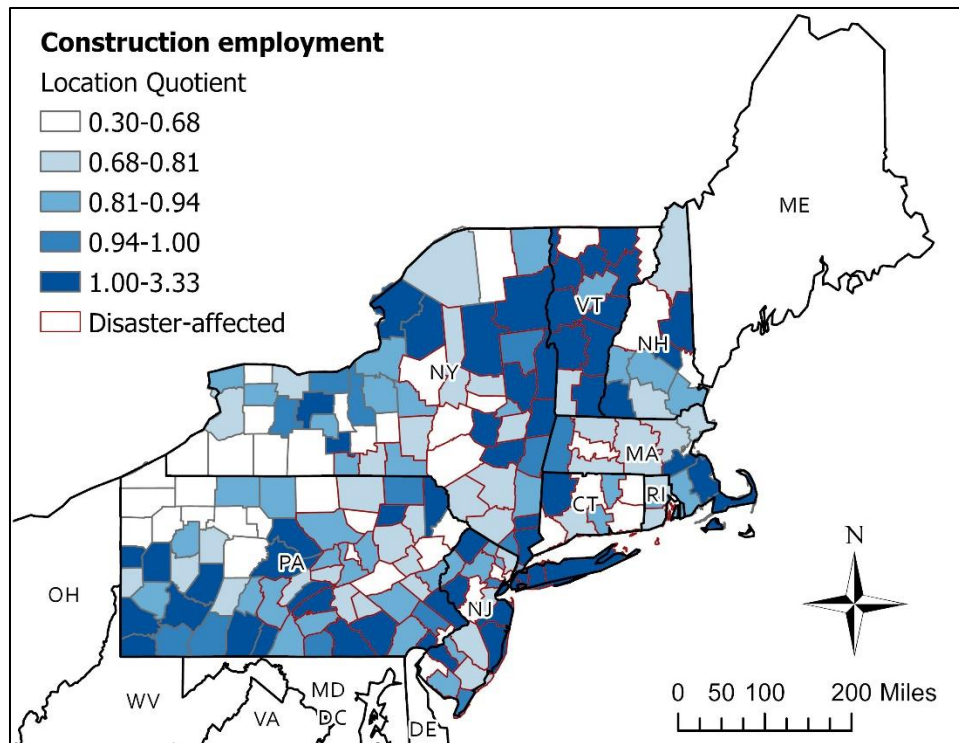 Construction employment
Location Quotient
0.30-0.68
0.68-0.81
0.81-0.94
0.94-1.00
1.00-3.33
Disaster-affected
ME
VT
NH
NY
MA
CT
RI
PA
NJ
OH
WV
VA
MD
DC
DE
N
0 50 100 200 Miles